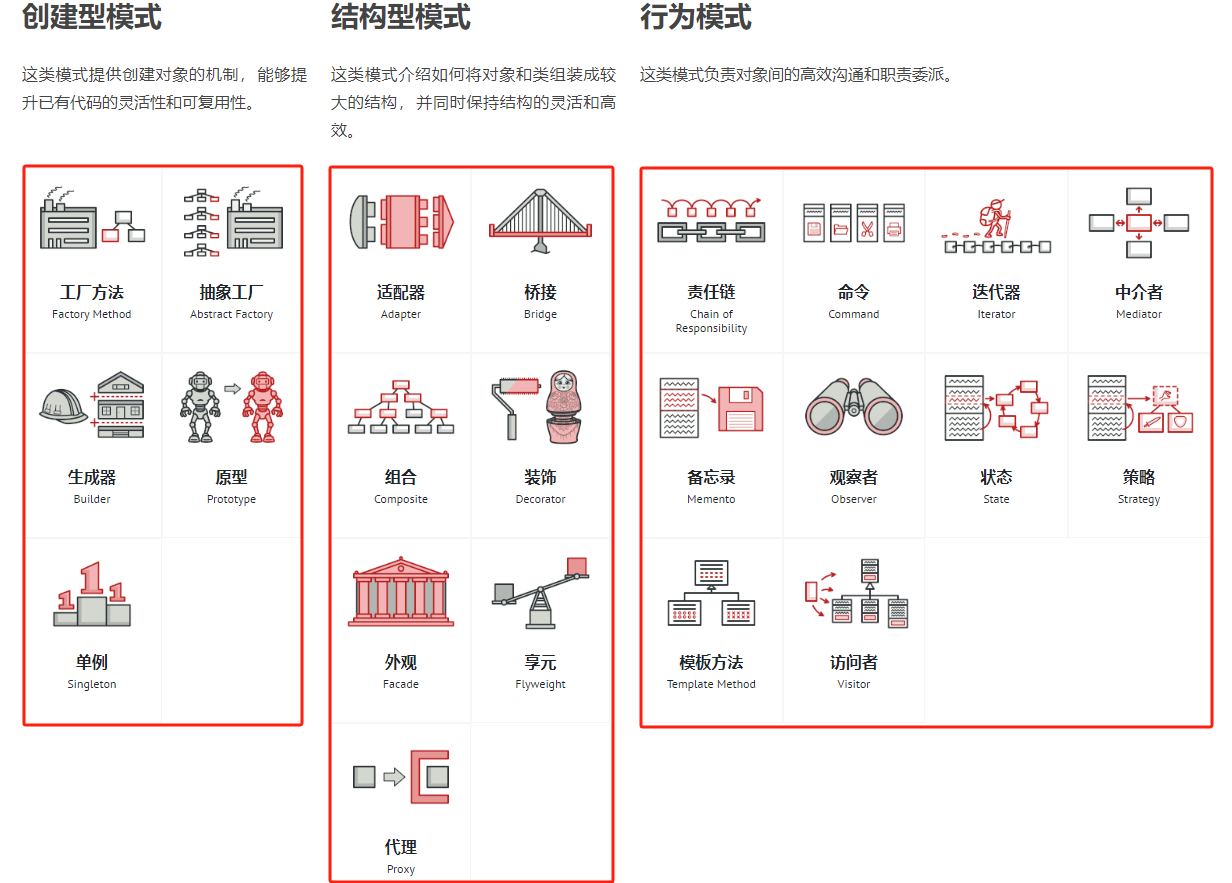 创建型模式
这类模式提供创建对象的机制，能够提
升已有代码的灵活性和可复用性。
工厂方法
Factory Method
抽象工厂
Abstract Factory
生成器
Builder
原型
Prototype
1
1
1
单例
Singleton
结构型模式
这类模式介绍如何将对象和类组装成较
大的结构，并同时保持结构的灵活和高
效。
适配器
Adapter
桥接
Bridge
组合
Composite
装饰
Decorator
外观
Facade
享元
Flyweight
代理
Proxy
行为模式
这类模式负责对象间的高效沟通和职责委派。
责任链
Chain of
Responsibility
命令
Command
迭代器
Iterator
中介者
Mediator
备忘录
Memento
观察者
Observer
状态
State
策略
Strategy
模板方法
Template Method
访问者
Visitor